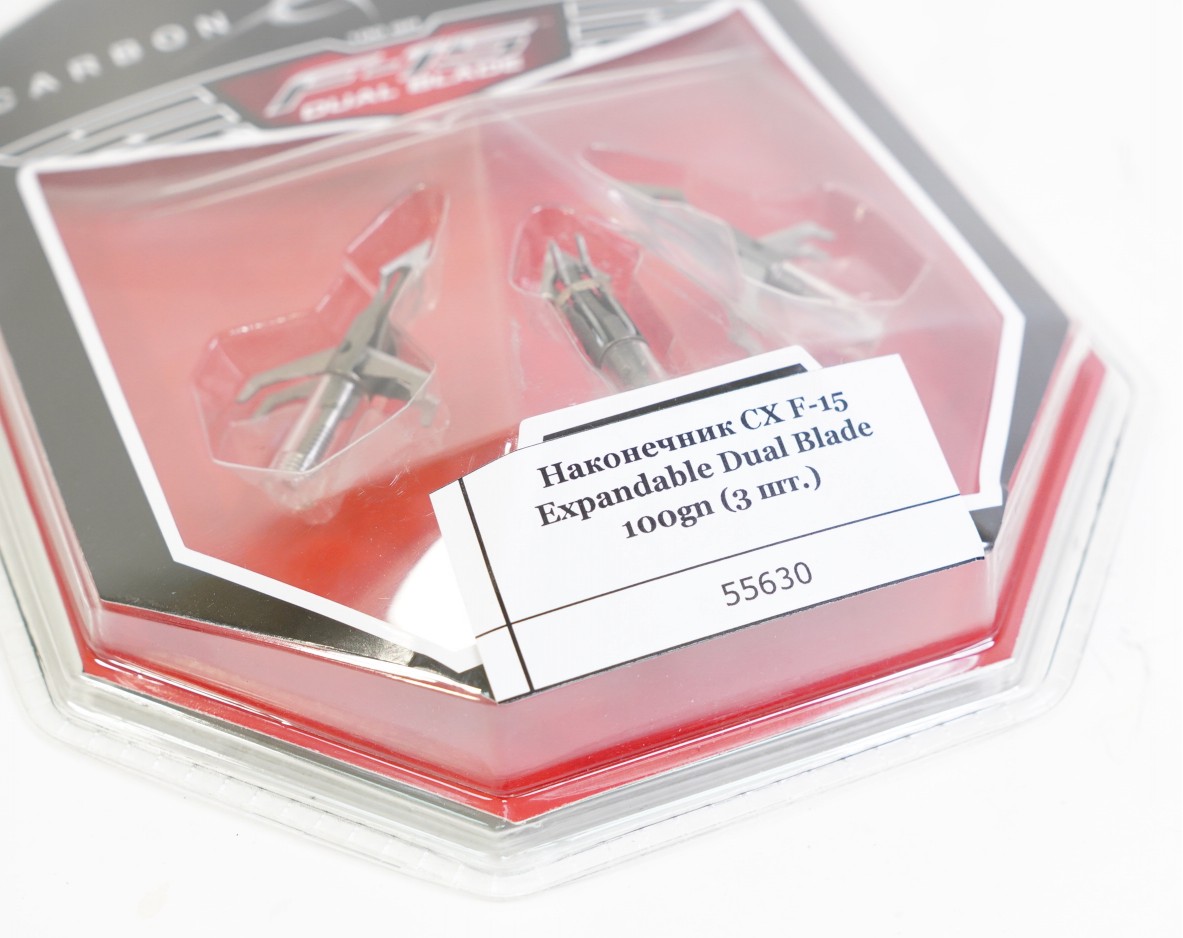 CARBON
DUAL BLADE
Наконечник CX F-15
Expandable Dual Blade
100gn (3 шт.)
55630